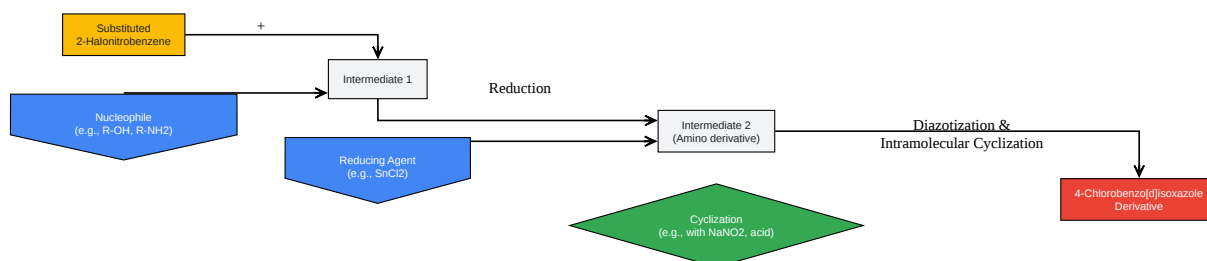 Substituted
2-Halonitrobenzene
+
Intermediate 1
Nucleophile
(e.g., R-OH, R-NH2)
Reduction
Reducing Agent
(e.g., SnCl2)
Intermediate 2
(Amino derivative)
Diazotization &
Intramolecular Cyclization
Cyclization
(e.g., with NaNO2, acid)
4-Chlorobenzo[d]isoxazole
Derivative